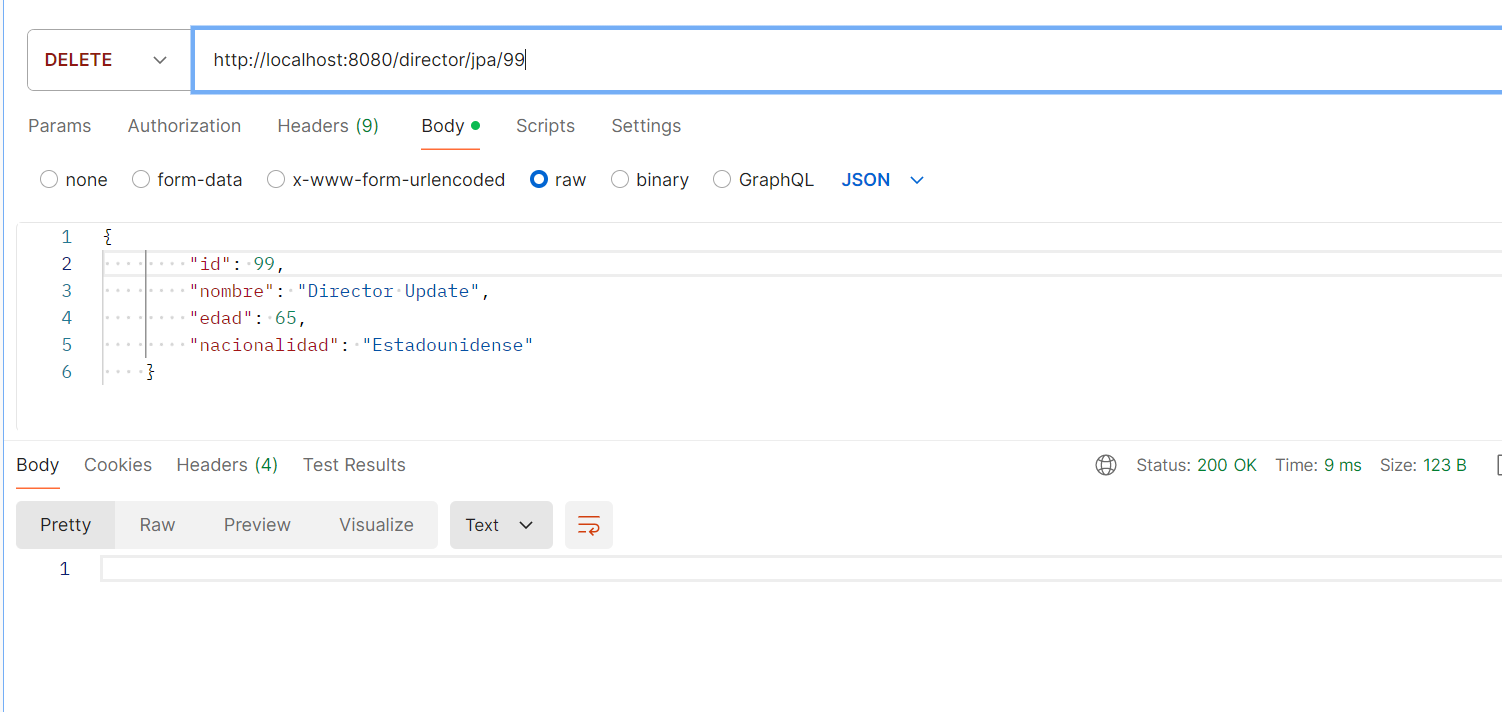 DELETE http://localhost:8080/director/jpa/99
Params Authorization Headers (9) Body Scripts Settings
none form-data x-www-form-urlencoded raw binary GraphQL JSON
1 {
2 "id": 99,
3 "nombre": "Director Update",
4 "edad": 65,
5 "nacionalidad": "Estadounidense"
6 }
Body Cookies Headers (4) Test Results Status: 200 OK Time: 9 ms Size: 123 B
Pretty Raw Preview Visualize Text
1